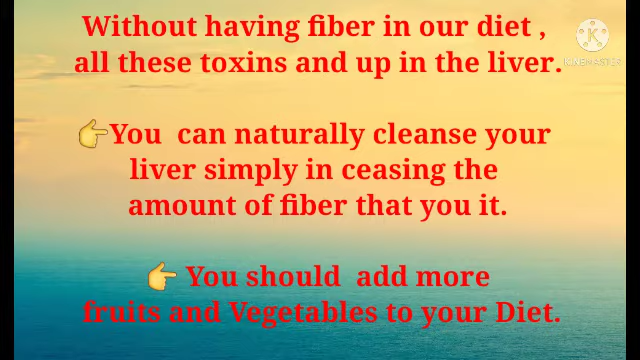 Without having fiber in our diet ,
all these toxins and up in the liver.
👉You can naturally cleanse your
liver simply in ceasing the
amount of fiber that you it.
👉 You should add more
fruits and Vegetables to your Diet.
K
KINEMASTER